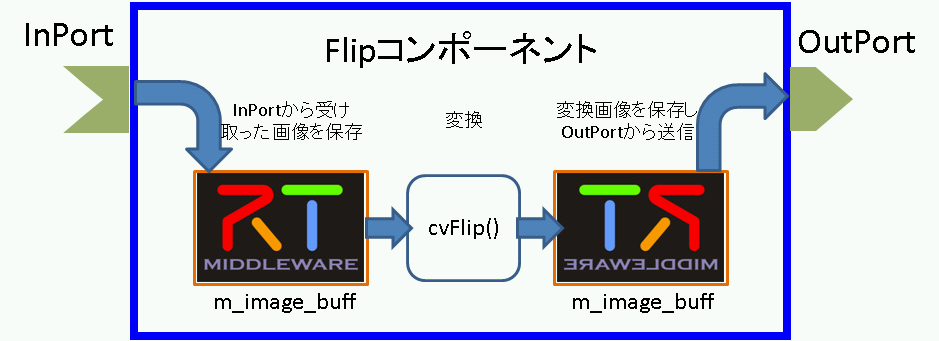 InPort
Flipコンポーネント
OutPort
InPortから受け
取った画像を保存
変換
変換画像を保存し
OutPortから送信
RT
MIDDLEWARE
cvFlip()
RT
MIDDLEWARE
m_image_buff
m_image_buff